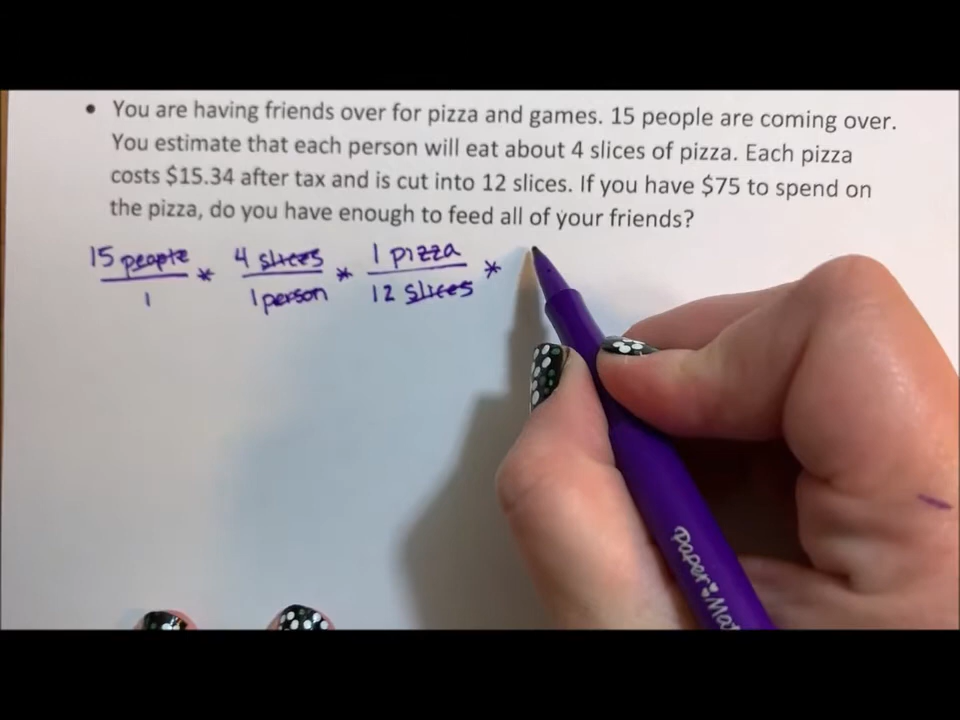 • You are having friends over for pizza and games. 15 people are coming over.
You estimate that each person will eat about 4 slices of pizza. Each pizza
costs $15.34 after tax and is cut into 12 slices. If you have $75 to spend on
the pizza, do you have enough to feed all of your friends?
15 people * 4 slices * 1 pizza *
1 1 person 12 slices
Paper Mat